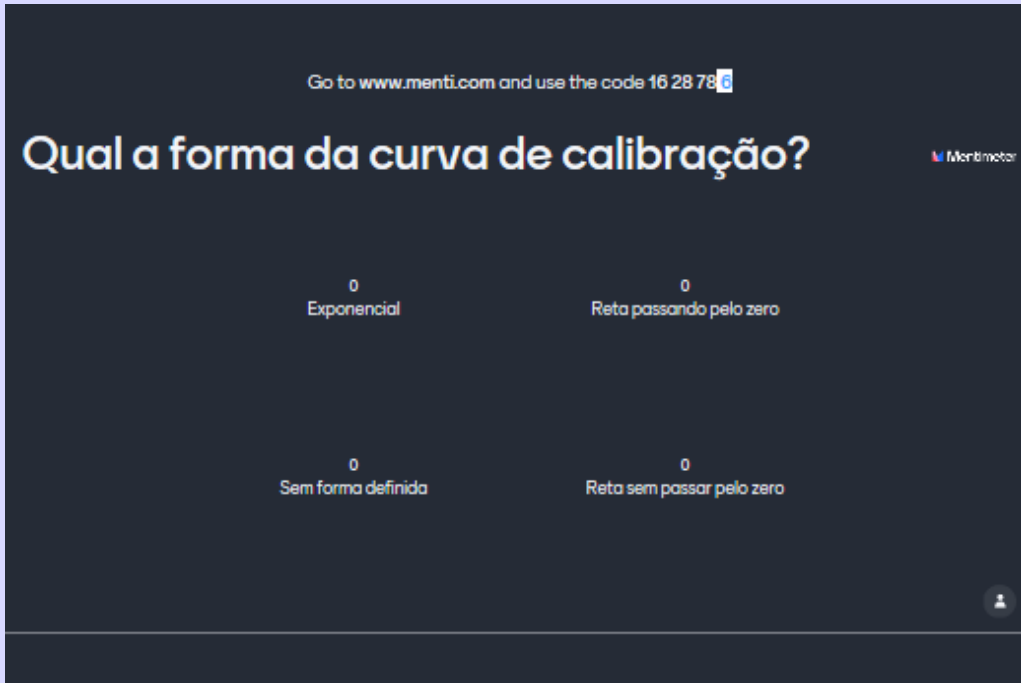 Go to www.menti.com and use the code 16 28 78 6
Qual a forma da curva de calibração?
Mentimeter
0
Exponencial
0
Reta passando pelo zero
0
Sem forma definida
0
Reta sem passar pelo zero